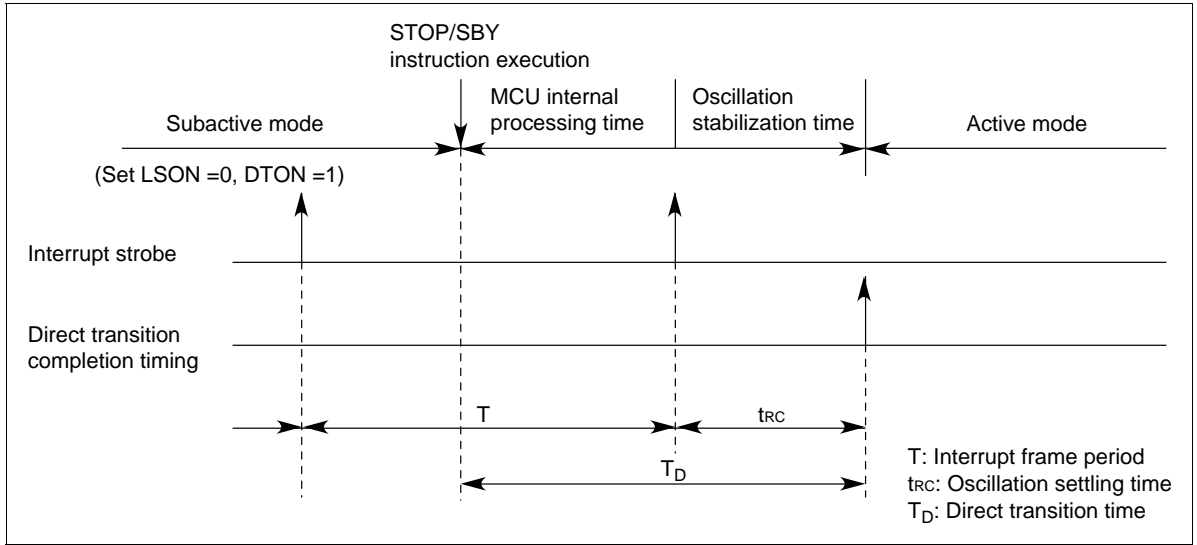 STOP/SBY
instruction execution
MCU internal
processing time
Oscillation
stabilization time
Subactive mode
Active mode
(Set LSON =0, DTON =1)
Interrupt strobe
Direct transition
completion timing
T
tRC
TD
T: Interrupt frame period
tRC: Oscillation settling time
TD: Direct transition time